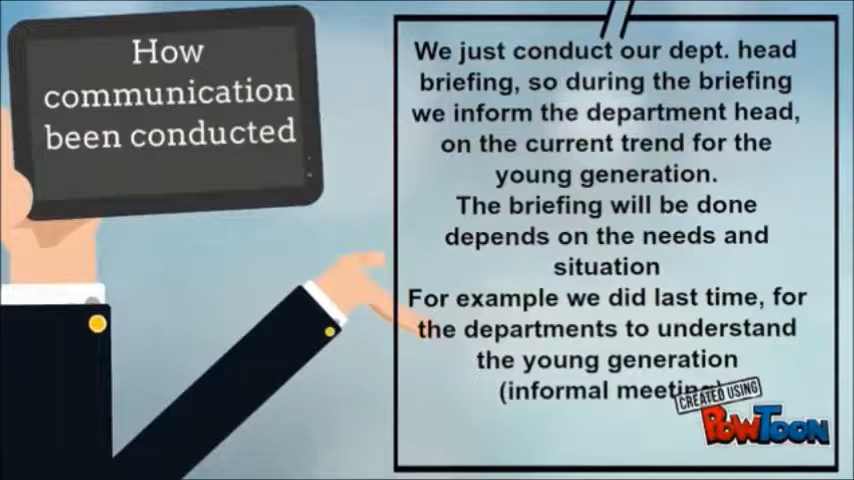 How
communication
been conducted
We just conduct our dept. head
briefing, so during the briefing
we inform the department head,
on the current trend for the
young generation.
The briefing will be done
depends on the needs and
situation
For example we did last time, for
the departments to understand
the young generation
(informal meeting)
CREATED USING
POWTOON